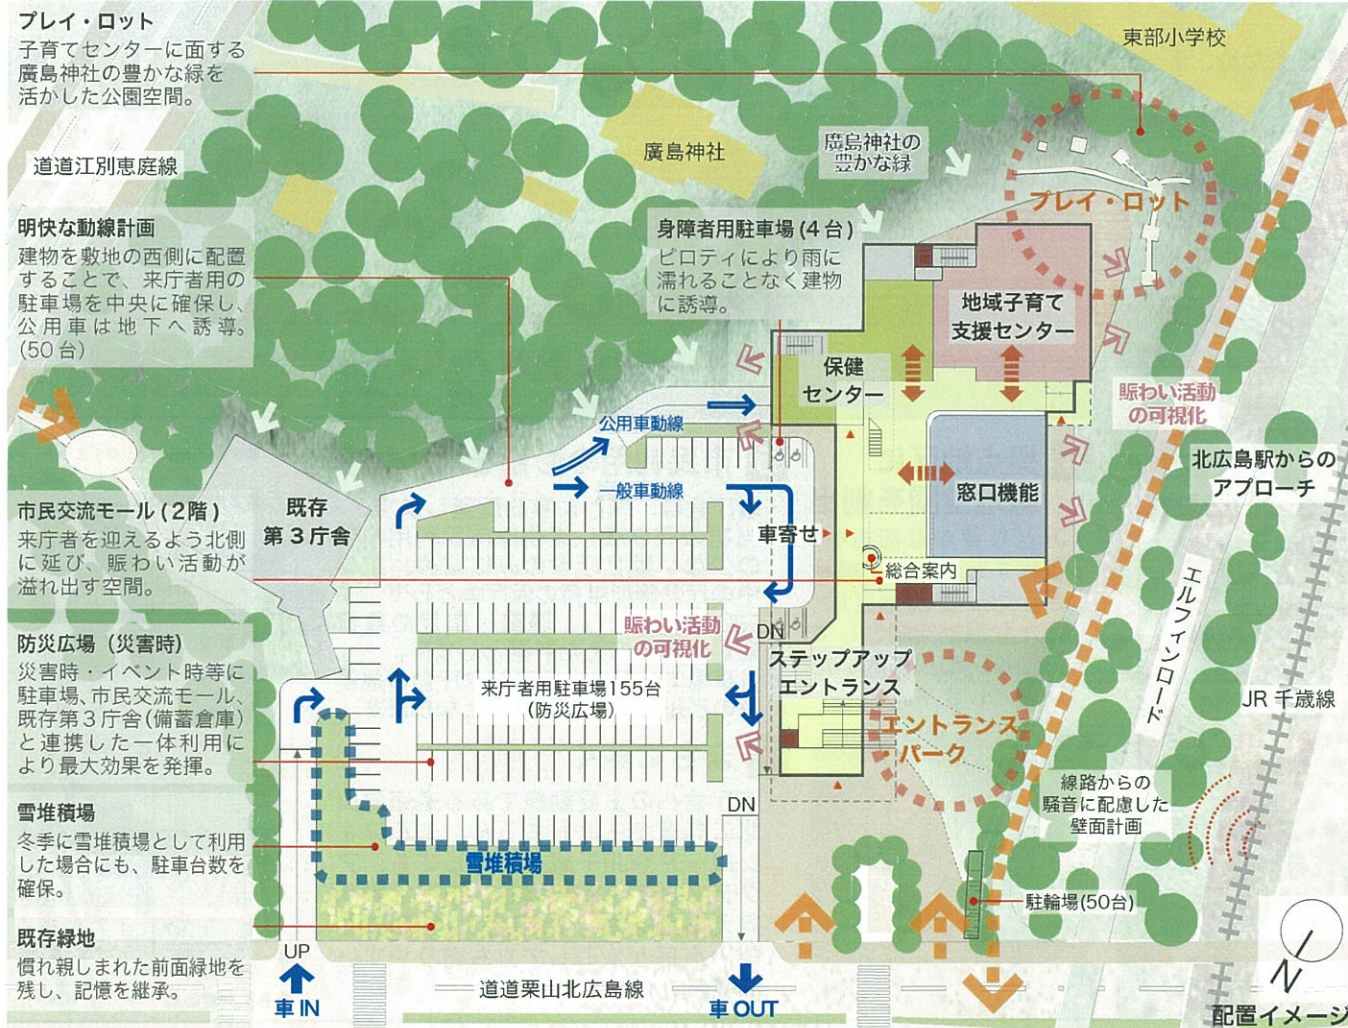 プレイ・ロット
子育てセンターに面する
廣島神社の豊かな緑を
活かした公園空間。
道道江別恵庭線
明快な動線計画
建物を敷地の西側に配置
することで、来庁者用の
駐車場を中央に確保し、
公用車は地下へ誘導。
(50台)
市民交流モール(2階)
来庁者を迎えるよう北側
に延び、賑わい活動が
溢れ出す空間。
防災広場(災害時)
災害時・イベント時等に
駐車場、市民交流モール、
既存第3庁舎(備蓄倉庫)
と連携した一体利用に
より最大効果を発揮。
雪堆積場
冬季に雪堆積場として利用
した場合にも、駐車台数を
確保。
既存緑地
慣れ親しまれた前面緑地を
残し、記憶を継承。
東部小学校
廣島神社
廣島神社の
豊かな緑
プレイ・ロット
身障者用駐車場(4台)
ピロティにより雨に
濡れることなく建物
に誘導。
地域子育て
支援センター
保健
センター
賑わい活動
の可視化
公用車動線
一般車動線
北広島駅からの
アプローチ
窓口機能
既存
第3庁舎
車寄せ
総合案内
エルフィンロード
賑わい活動
の可視化
DN
ステップアップ
エントランス
来庁者用駐車場155台
(防災広場)
JR千歳線
エントランス
パーク
線路からの
騒音に配慮した
壁面計画
DN
雪堆積場
駐輪場(50台)
UP
車IN
道道栗山北広島線
車OUT
N
配置イメージ